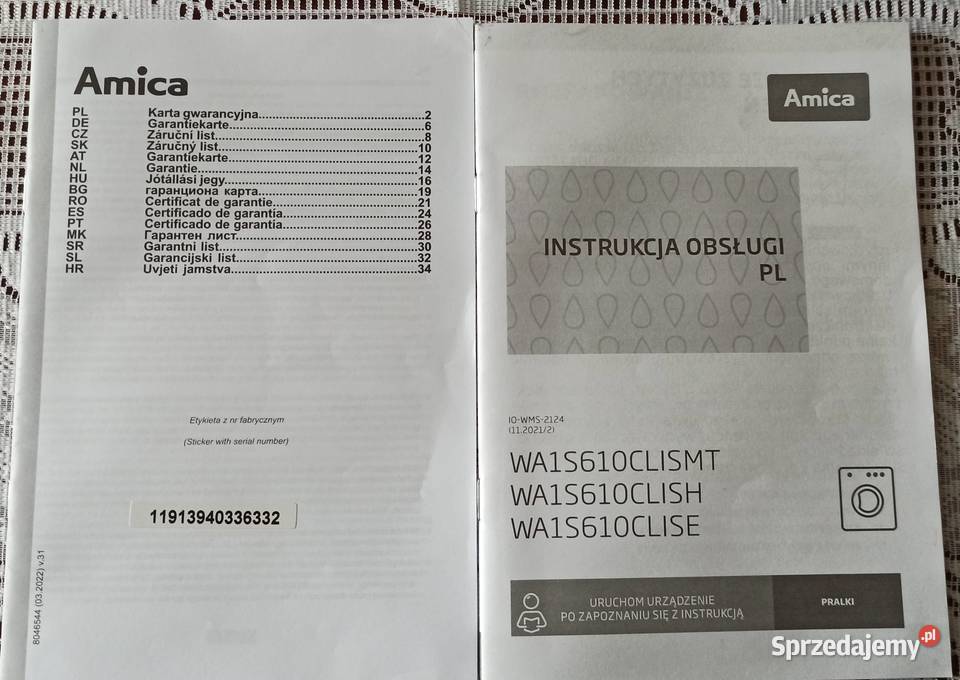 Amica
PL Karta gwarancyjna 2
DE Garantiekarte 6
CZ Záruční list 8
SK Záručný list 10
AT Garantiekarte 12
NL Garantie 14
HU Jótállási jegy 16
BG гаранциона карта 19
RO Certificat de garantie 21
ES Certificado de garantía 24
PT Certificado de garantia 26
MK Гарантен лист 28
SR Garantni list 30
SL Garancijski list 32
HR Uvjeti jamstva 34
Etykieta z nr fabrycznym
(Sticker with serial number)
11913940336332
8046544 (03.2022) v.31
Amica
INSTRUKCJA OBSŁUGI
PL
IO-WMS-2124
(11.2021/2)
WA1S610CLISMT
WA1S610CLISH
WA1S610CLISE
URUCHOM URZĄDZENIE
PO ZAPOZNANIU SIĘ Z INSTRUKCJĄ
PRALKI
Sprzedajemy.pl